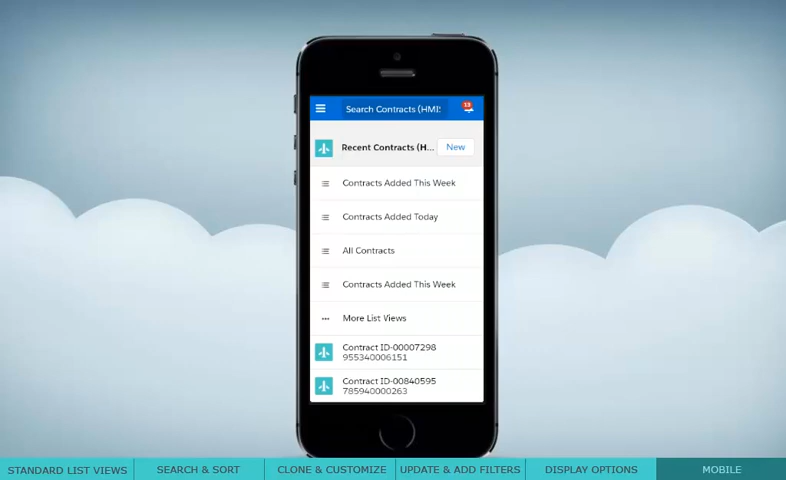 Search Contracts (HMIS
13
Recent Contracts (H...
New
Contracts Added This Week
Contracts Added Today
All Contracts
Contracts Added This Week
More List Views
Contract ID-00007298
955340006151
Contract ID-00840595
785940000263
STANDARD LIST VIEWS
SEARCH & SORT
CLONE & CUSTOMIZE
UPDATE & ADD FILTERS
DISPLAY OPTIONS
MOBILE